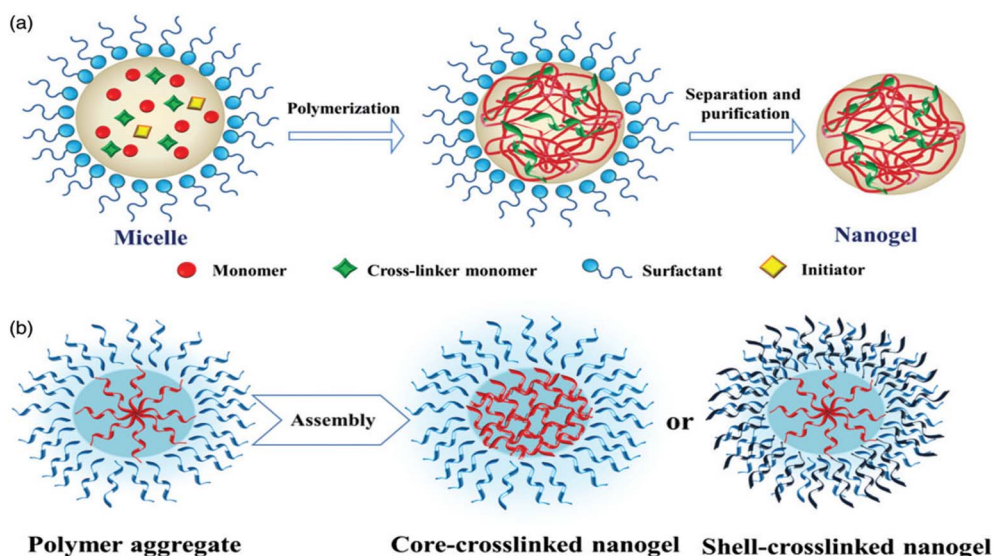 (a)
Polymerization
Separation and
purification
Micelle
Nanogel
Monomer
Cross-linker monomer
Surfactant
Initiator
(b)
Assembly
or
Polymer aggregate
Core-crosslinked nanogel
Shell-crosslinked nanogel